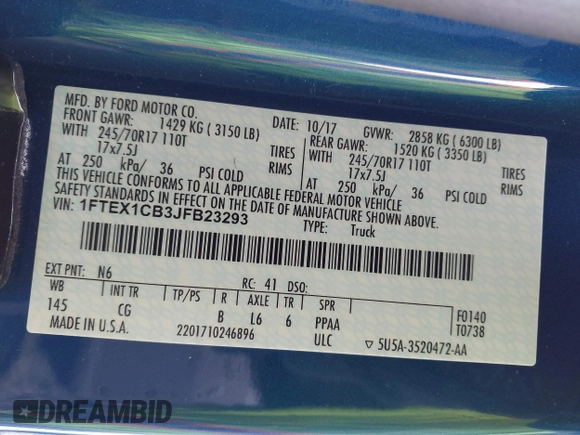 MFD. BY FORD MOTOR CO.
DATE: 10/17 GVWR: 2858 KG ( 6300 LB)
FRONT GAWR: 1429 KG ( 3150 LB) REAR GAWR: 1520 KG ( 3350 LB)
WITH 245/70R17 110T TIRES WITH 245/70R17 110T TIRES
17x7.5J RIMS 17x7.5J RIMS
AT 250 kPa/ 36 PSI COLD AT 250 kPa/ 36 PSI COLD
THIS VEHICLE CONFORMS TO ALL APPLICABLE FEDERAL MOTOR VEHICLE
SAFETY STANDARDS IN EFFECT ON THE DATE OF MANUFACTURE SHOWN ABOVE.
VIN: 1FTEX1CB3JFB23293
TYPE: Truck
EXT PNT: N6 RC: 41 DSO:
WB INT TR TP/PS R AXLE TR SPR F0140
145 CG B L6 6 PPAA T0738
MADE IN U.S.A. 2201710246896 ULC ▽ 5U5A-3520472-AA
DREAMBID